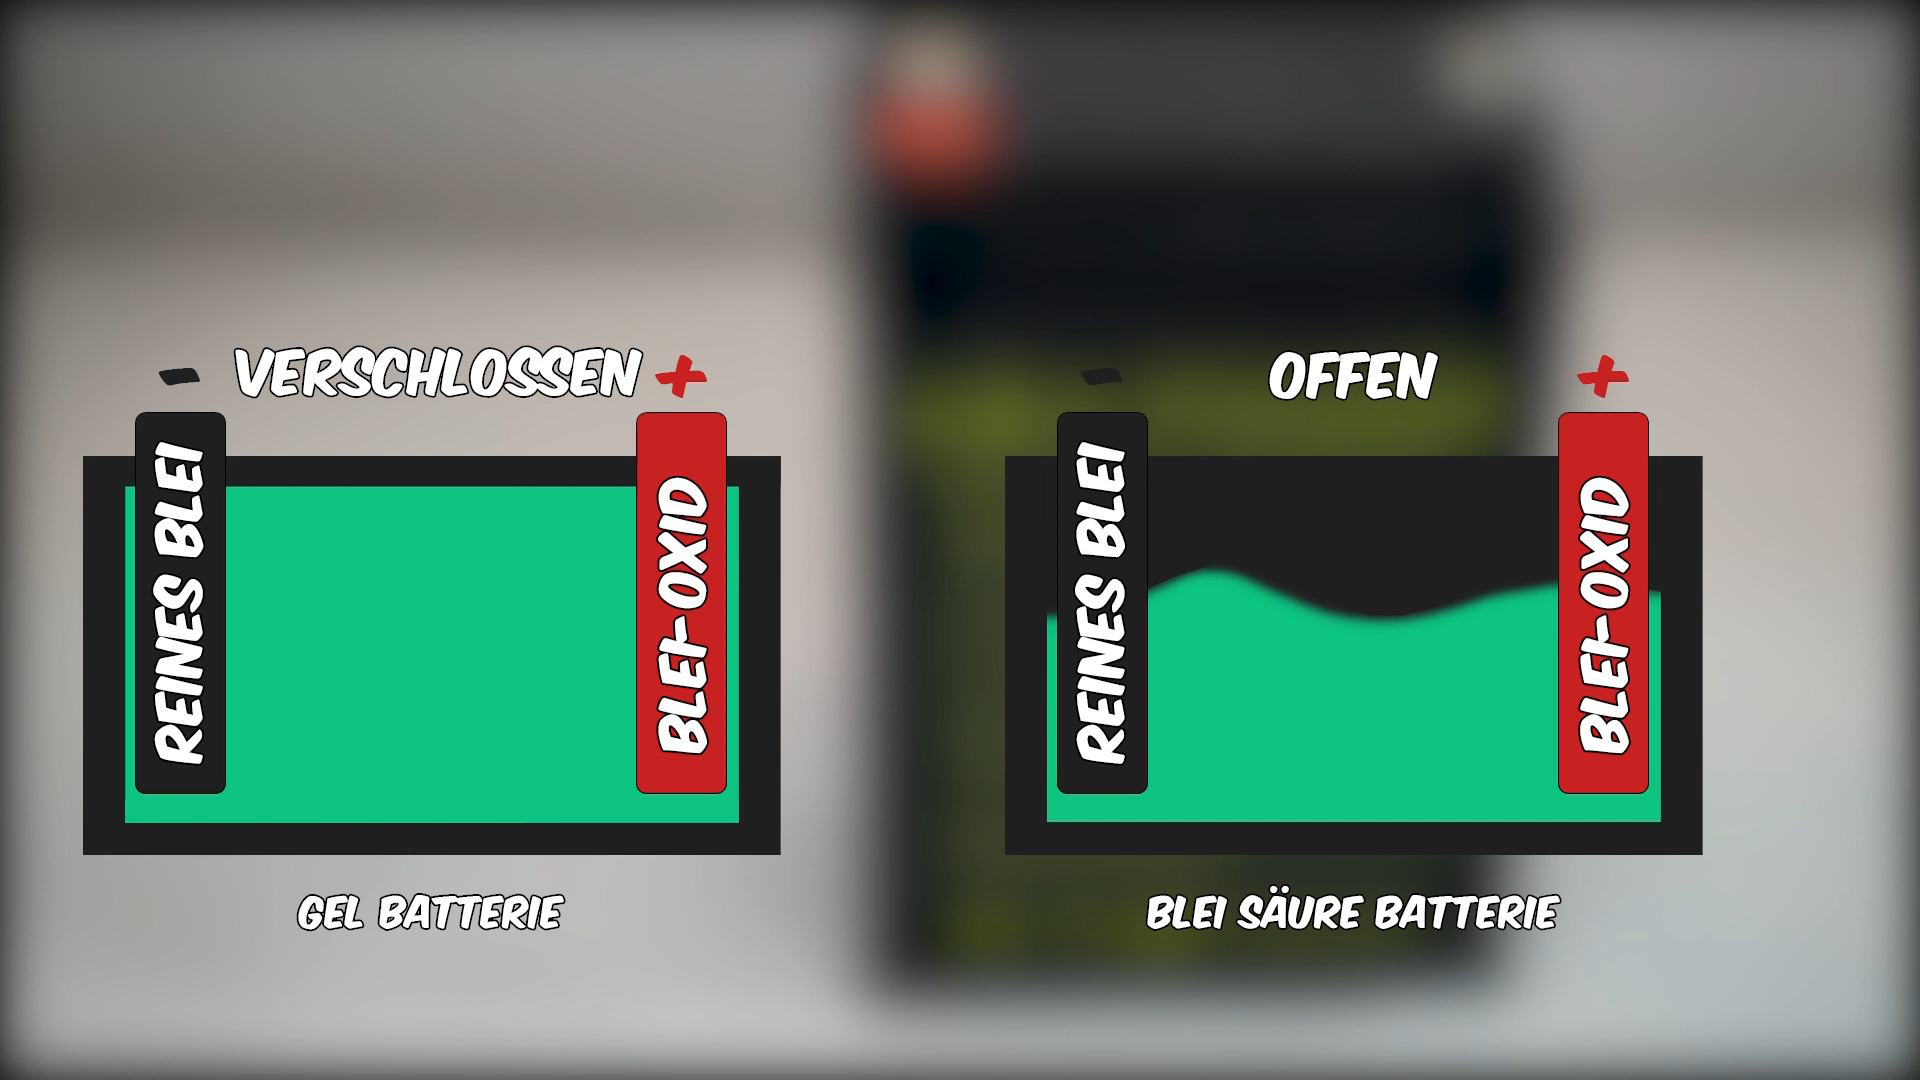 - VERSCHLOSSEN +
REINES BLEI
BLEI-OXID
GEL BATTERIE
- OFFEN +
REINES BLEI
BLEI-OXID
BLEI SÄURE BATTERIE